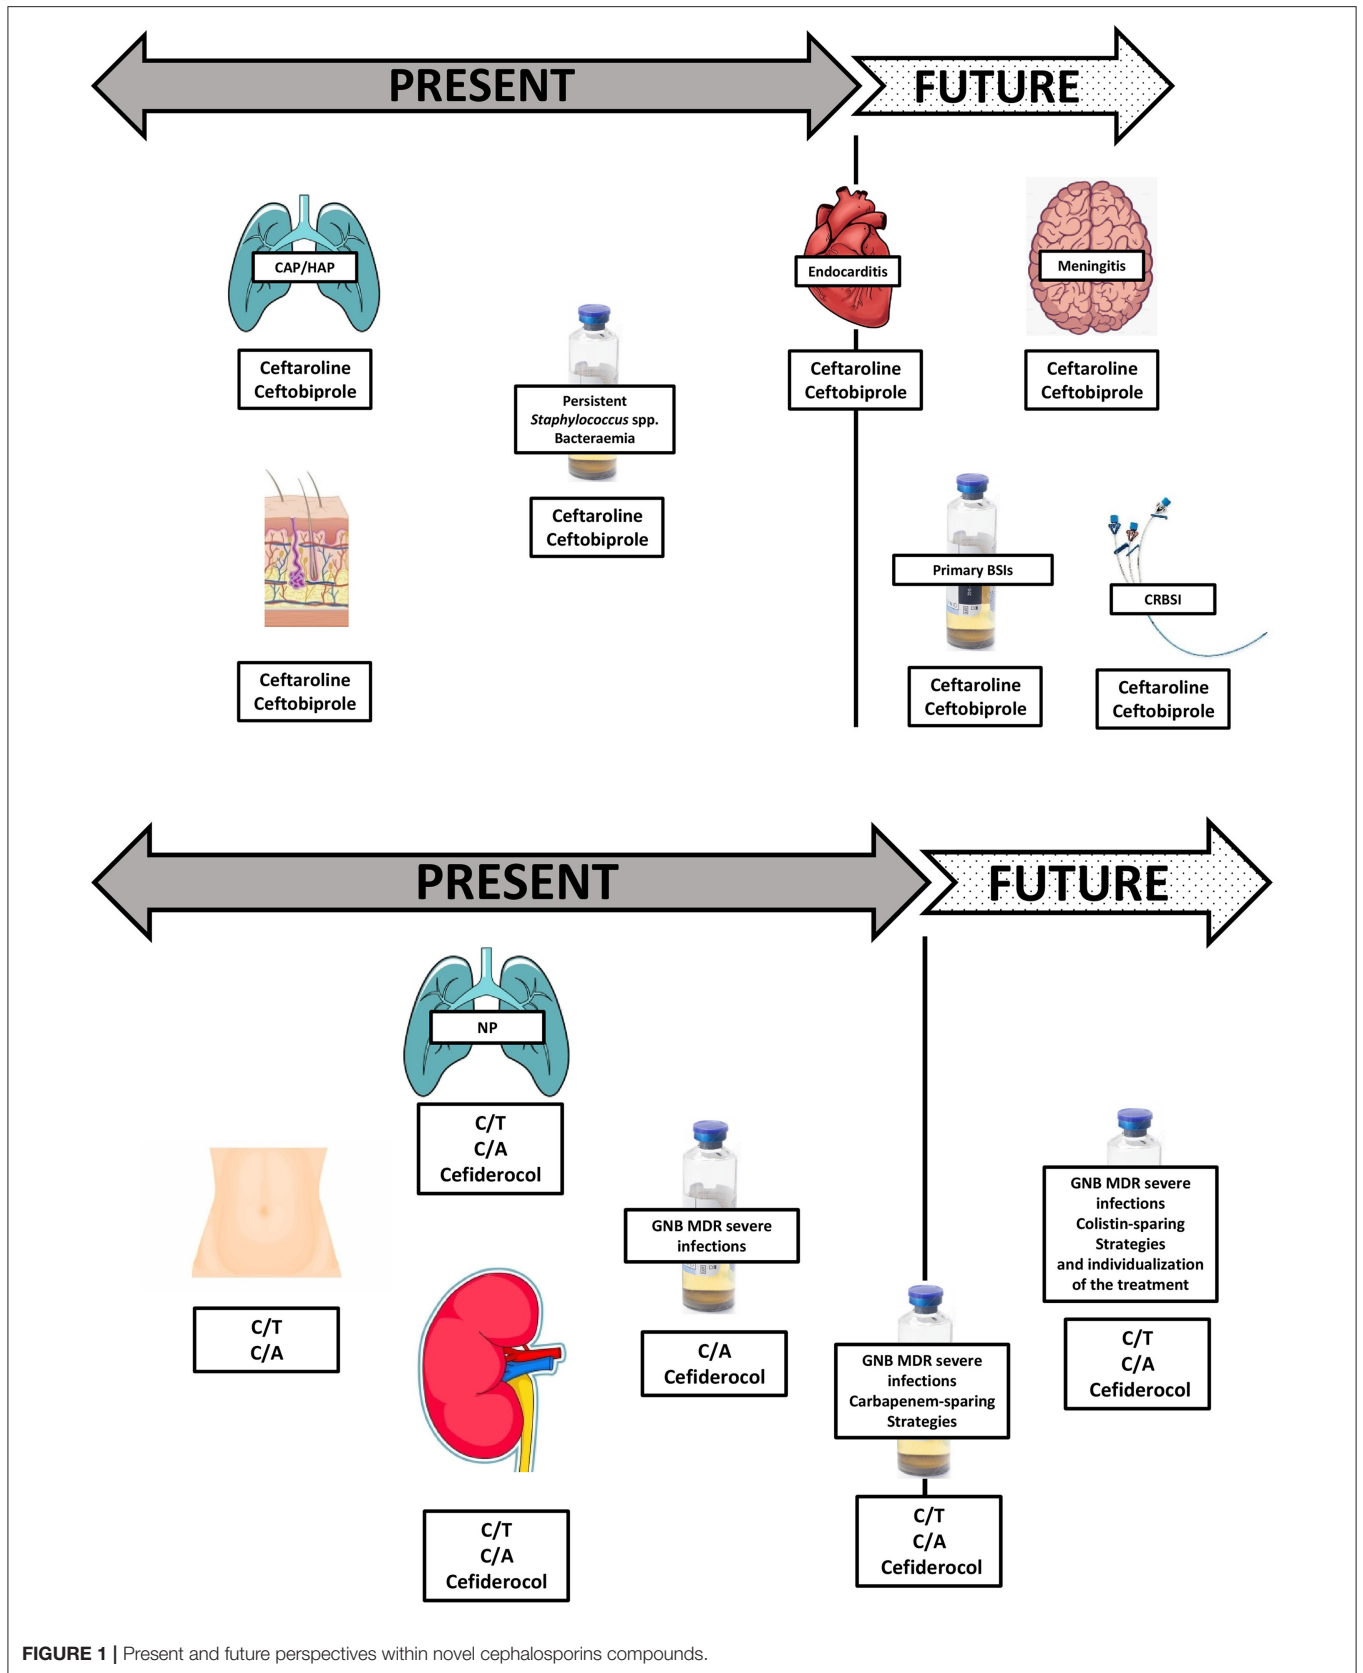 PRESENT
FUTURE
CAP/HAP
Ceftaroline
Ceftobiprole
Persistent
Staphylococcus spp.
Bacteraemia
Ceftaroline
Ceftobiprole
Endocarditis
Ceftaroline
Ceftobiprole
Meningitis
Ceftaroline
Ceftobiprole
Ceftaroline
Ceftobiprole
Primary BSIs
Ceftaroline
Ceftobiprole
CRBSI
Ceftaroline
Ceftobiprole
PRESENT
FUTURE
NP
C/T
C/A
Cefiderocol
C/T
C/A
GNB MDR severe
infections
C/A
Cefiderocol
GNB MDR severe
infections
Colistin-sparing
Strategies
and individualization
of the treatment
C/T
C/A
Cefiderocol
GNB MDR severe
infections
Carbapenem-sparing
Strategies
C/T
C/A
Cefiderocol
C/T
C/A
Cefiderocol
FIGURE 1 | Present and future perspectives within novel cephalosporins compounds.